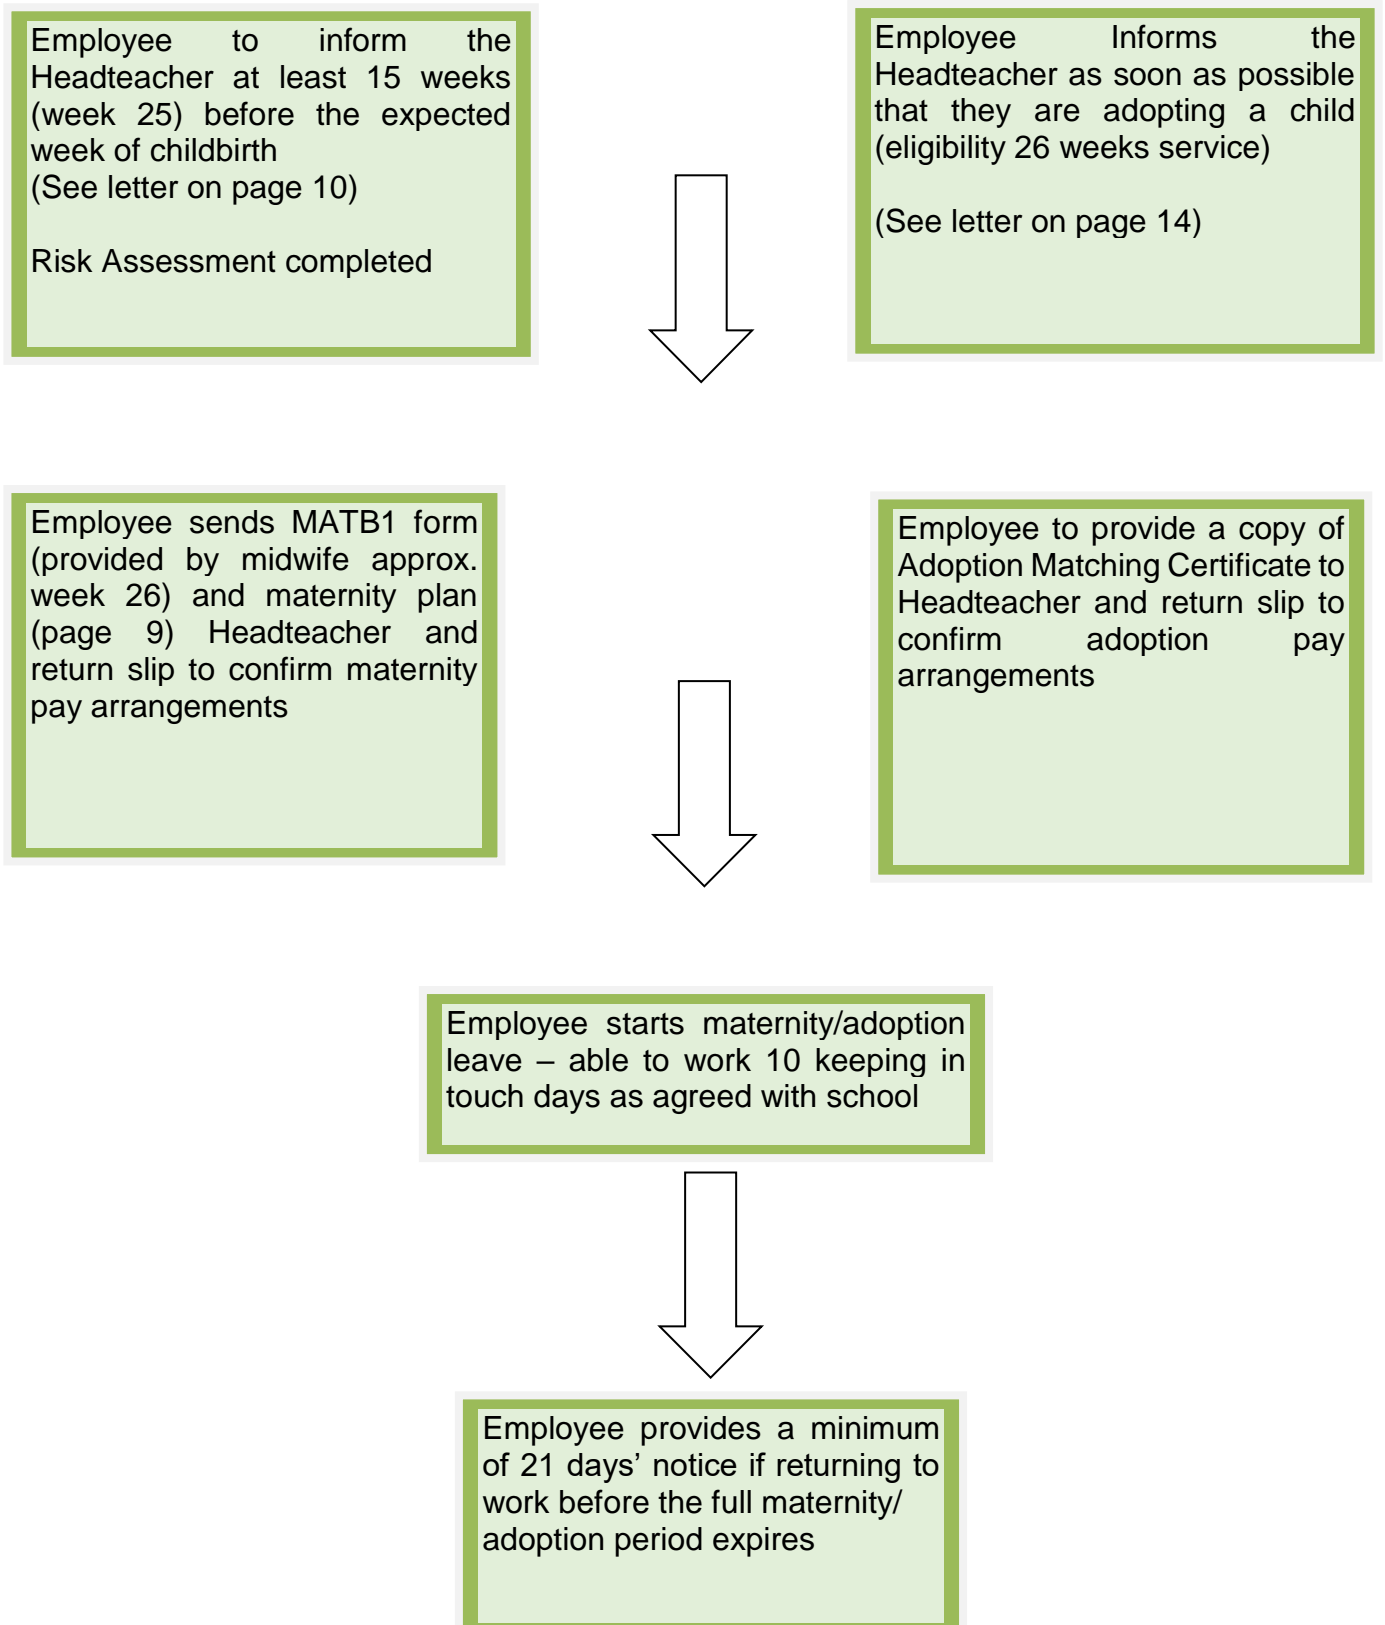 Employee to inform the
Headteacher at least 15 weeks
(week 25) before the expected
week of childbirth
(See letter on page 10)
Risk Assessment completed
Employee Informs the
Headteacher as soon as possible
that they are adopting a child
(eligibility 26 weeks service)
(See letter on page 14)
Employee sends MATB1 form
(provided by midwife approx.
week 26) and maternity plan
(page 9) Headteacher and
return slip to confirm maternity
pay arrangements
Employee to provide a copy of
Adoption Matching Certificate to
Headteacher and return slip to
confirm adoption pay
arrangements
Employee starts maternity/adoption
leave – able to work 10 keeping in
touch days as agreed with school
Employee provides a minimum
of 21 days’ notice if returning to
work before the full maternity/
adoption period expires